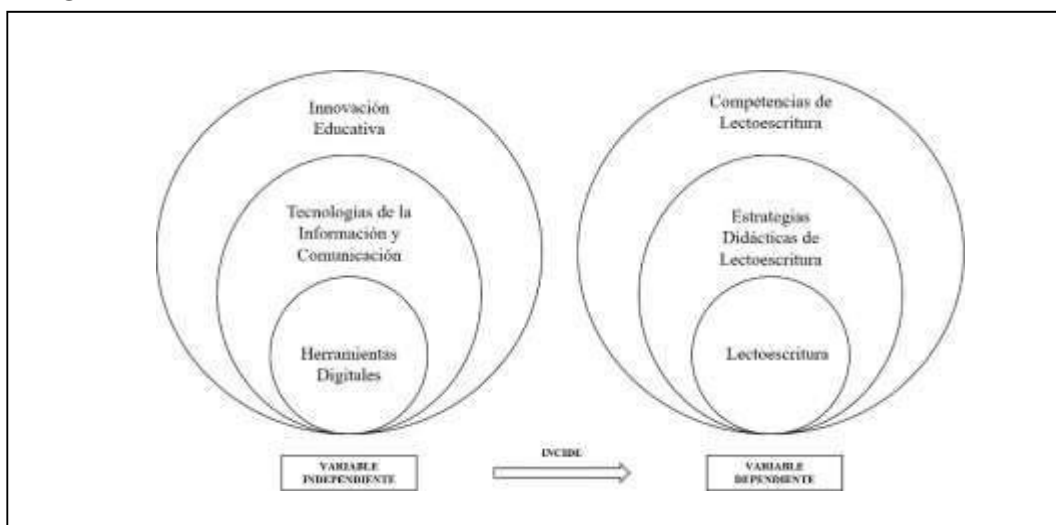 Innovación
Educativa
Tecnologías de la
Información y
Comunicación
Herramientas
Digitales
VARIABLE
INDEPENDIENTE
INCIDE
Competencias de
Lectoescritura
Estrategias
Didácticas de
Lectoescritura
Lectoescritura
VARIABLE
DEPENDIENTE